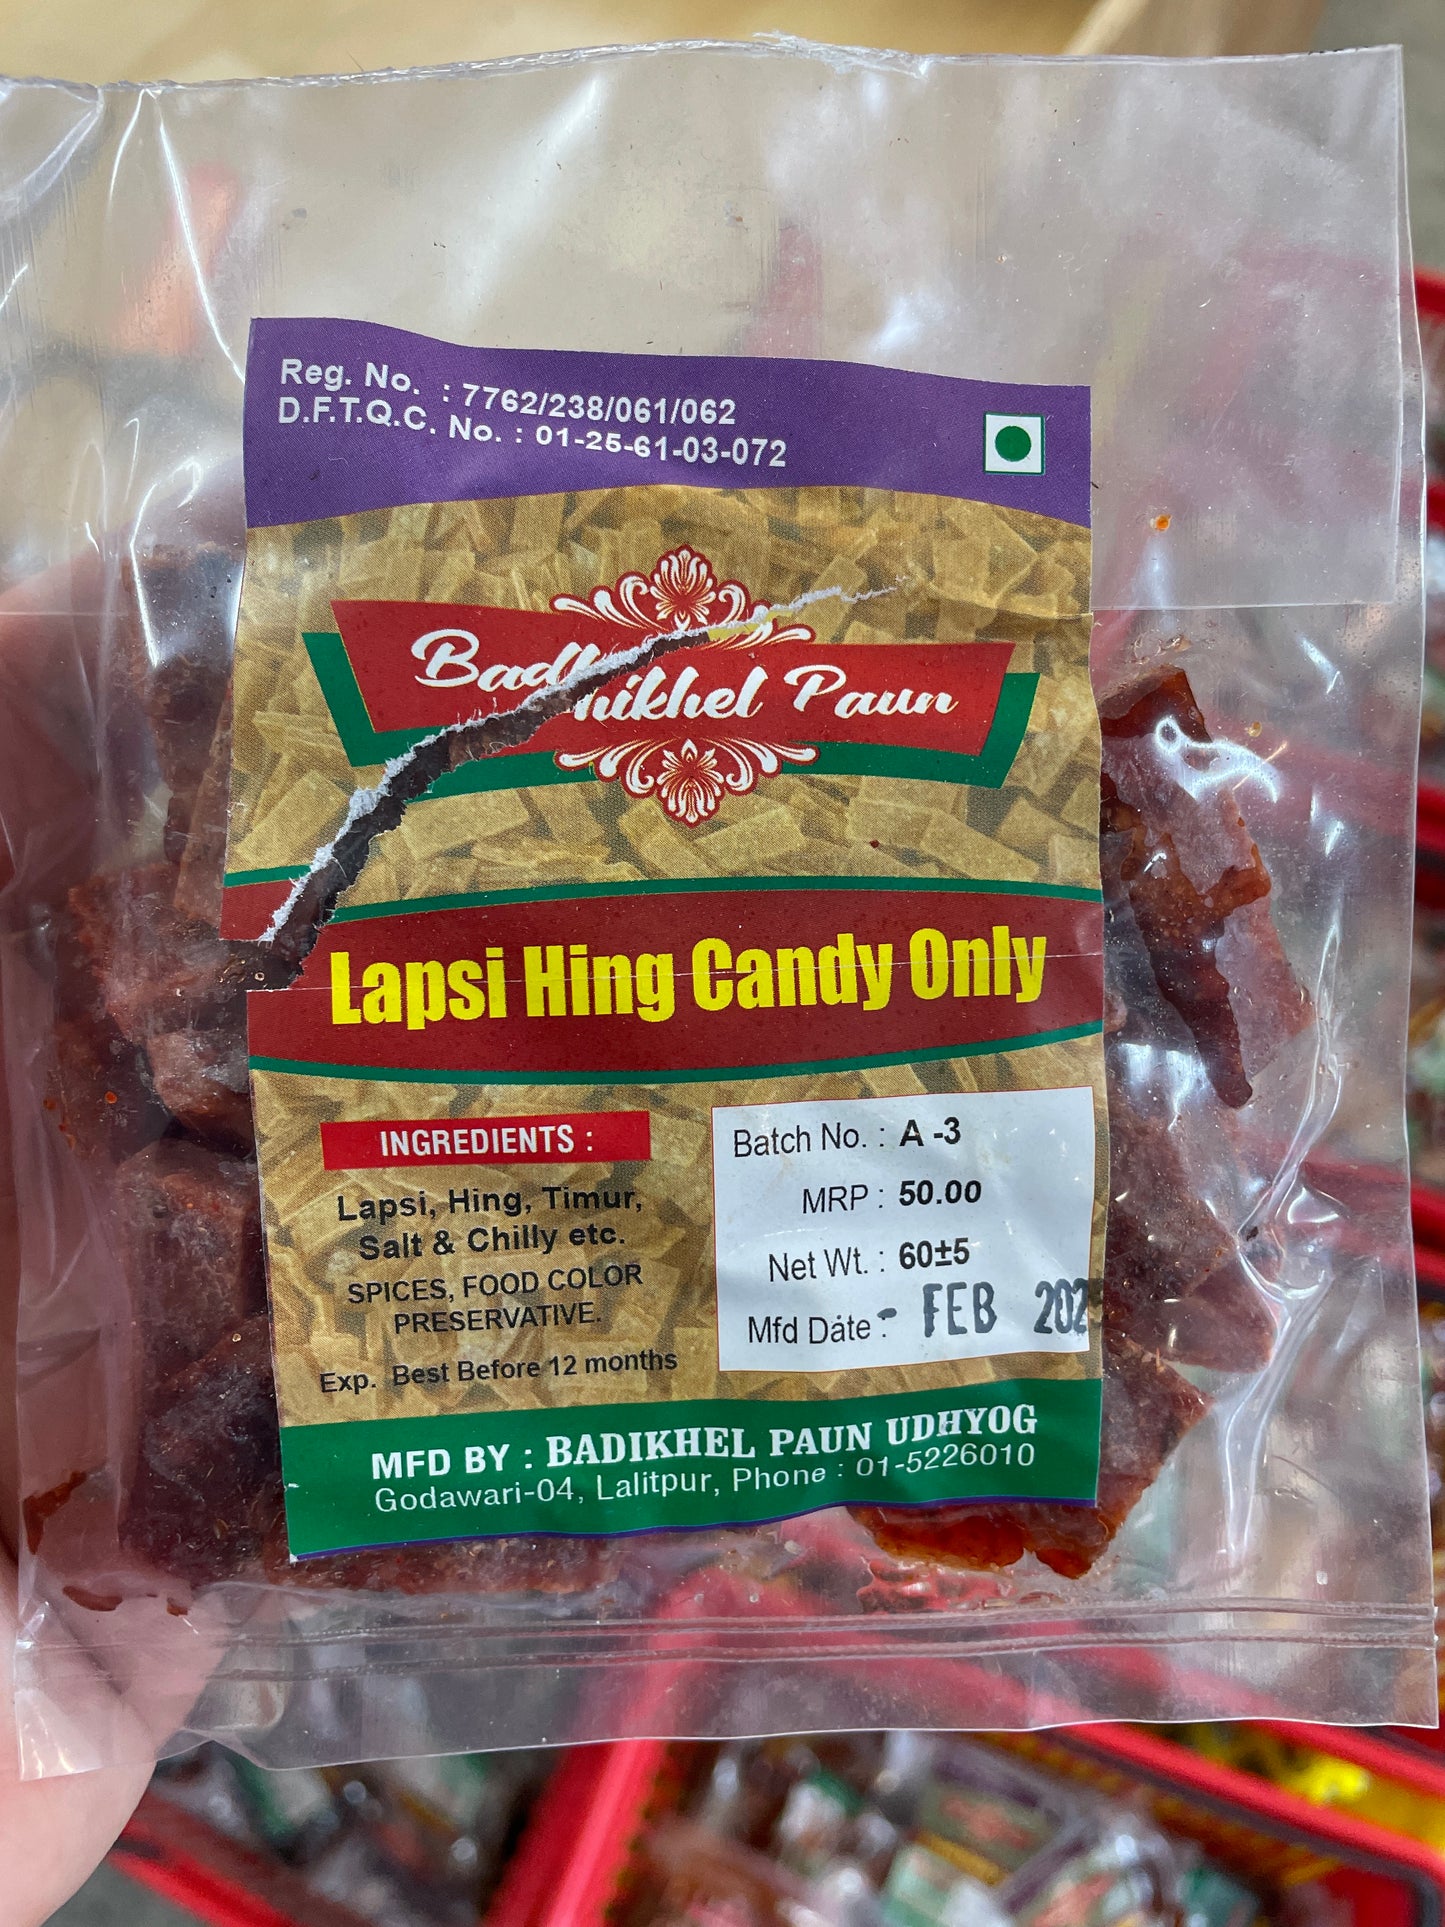 Reg. No. : 7762/238/061/062
D.F.T.Q.C. No. : 01-25-61-03-072
Badhikhel Paun
Lapsi Hing Candy Only
INGREDIENTS :
Lapsi, Hing, Timur,
Salt & Chilly etc.
SPICES, FOOD COLOR
PRESERVATIVE.
Exp. Best Before 12 months
Batch No. : A -3
MRP : 50.00
Net Wt. : 60±5
Mfd Date : FEB 2025
MFD BY : BADIKHEL PAUN UDHYOG
Godawari-04, Lalitpur, Phone : 01-5226010